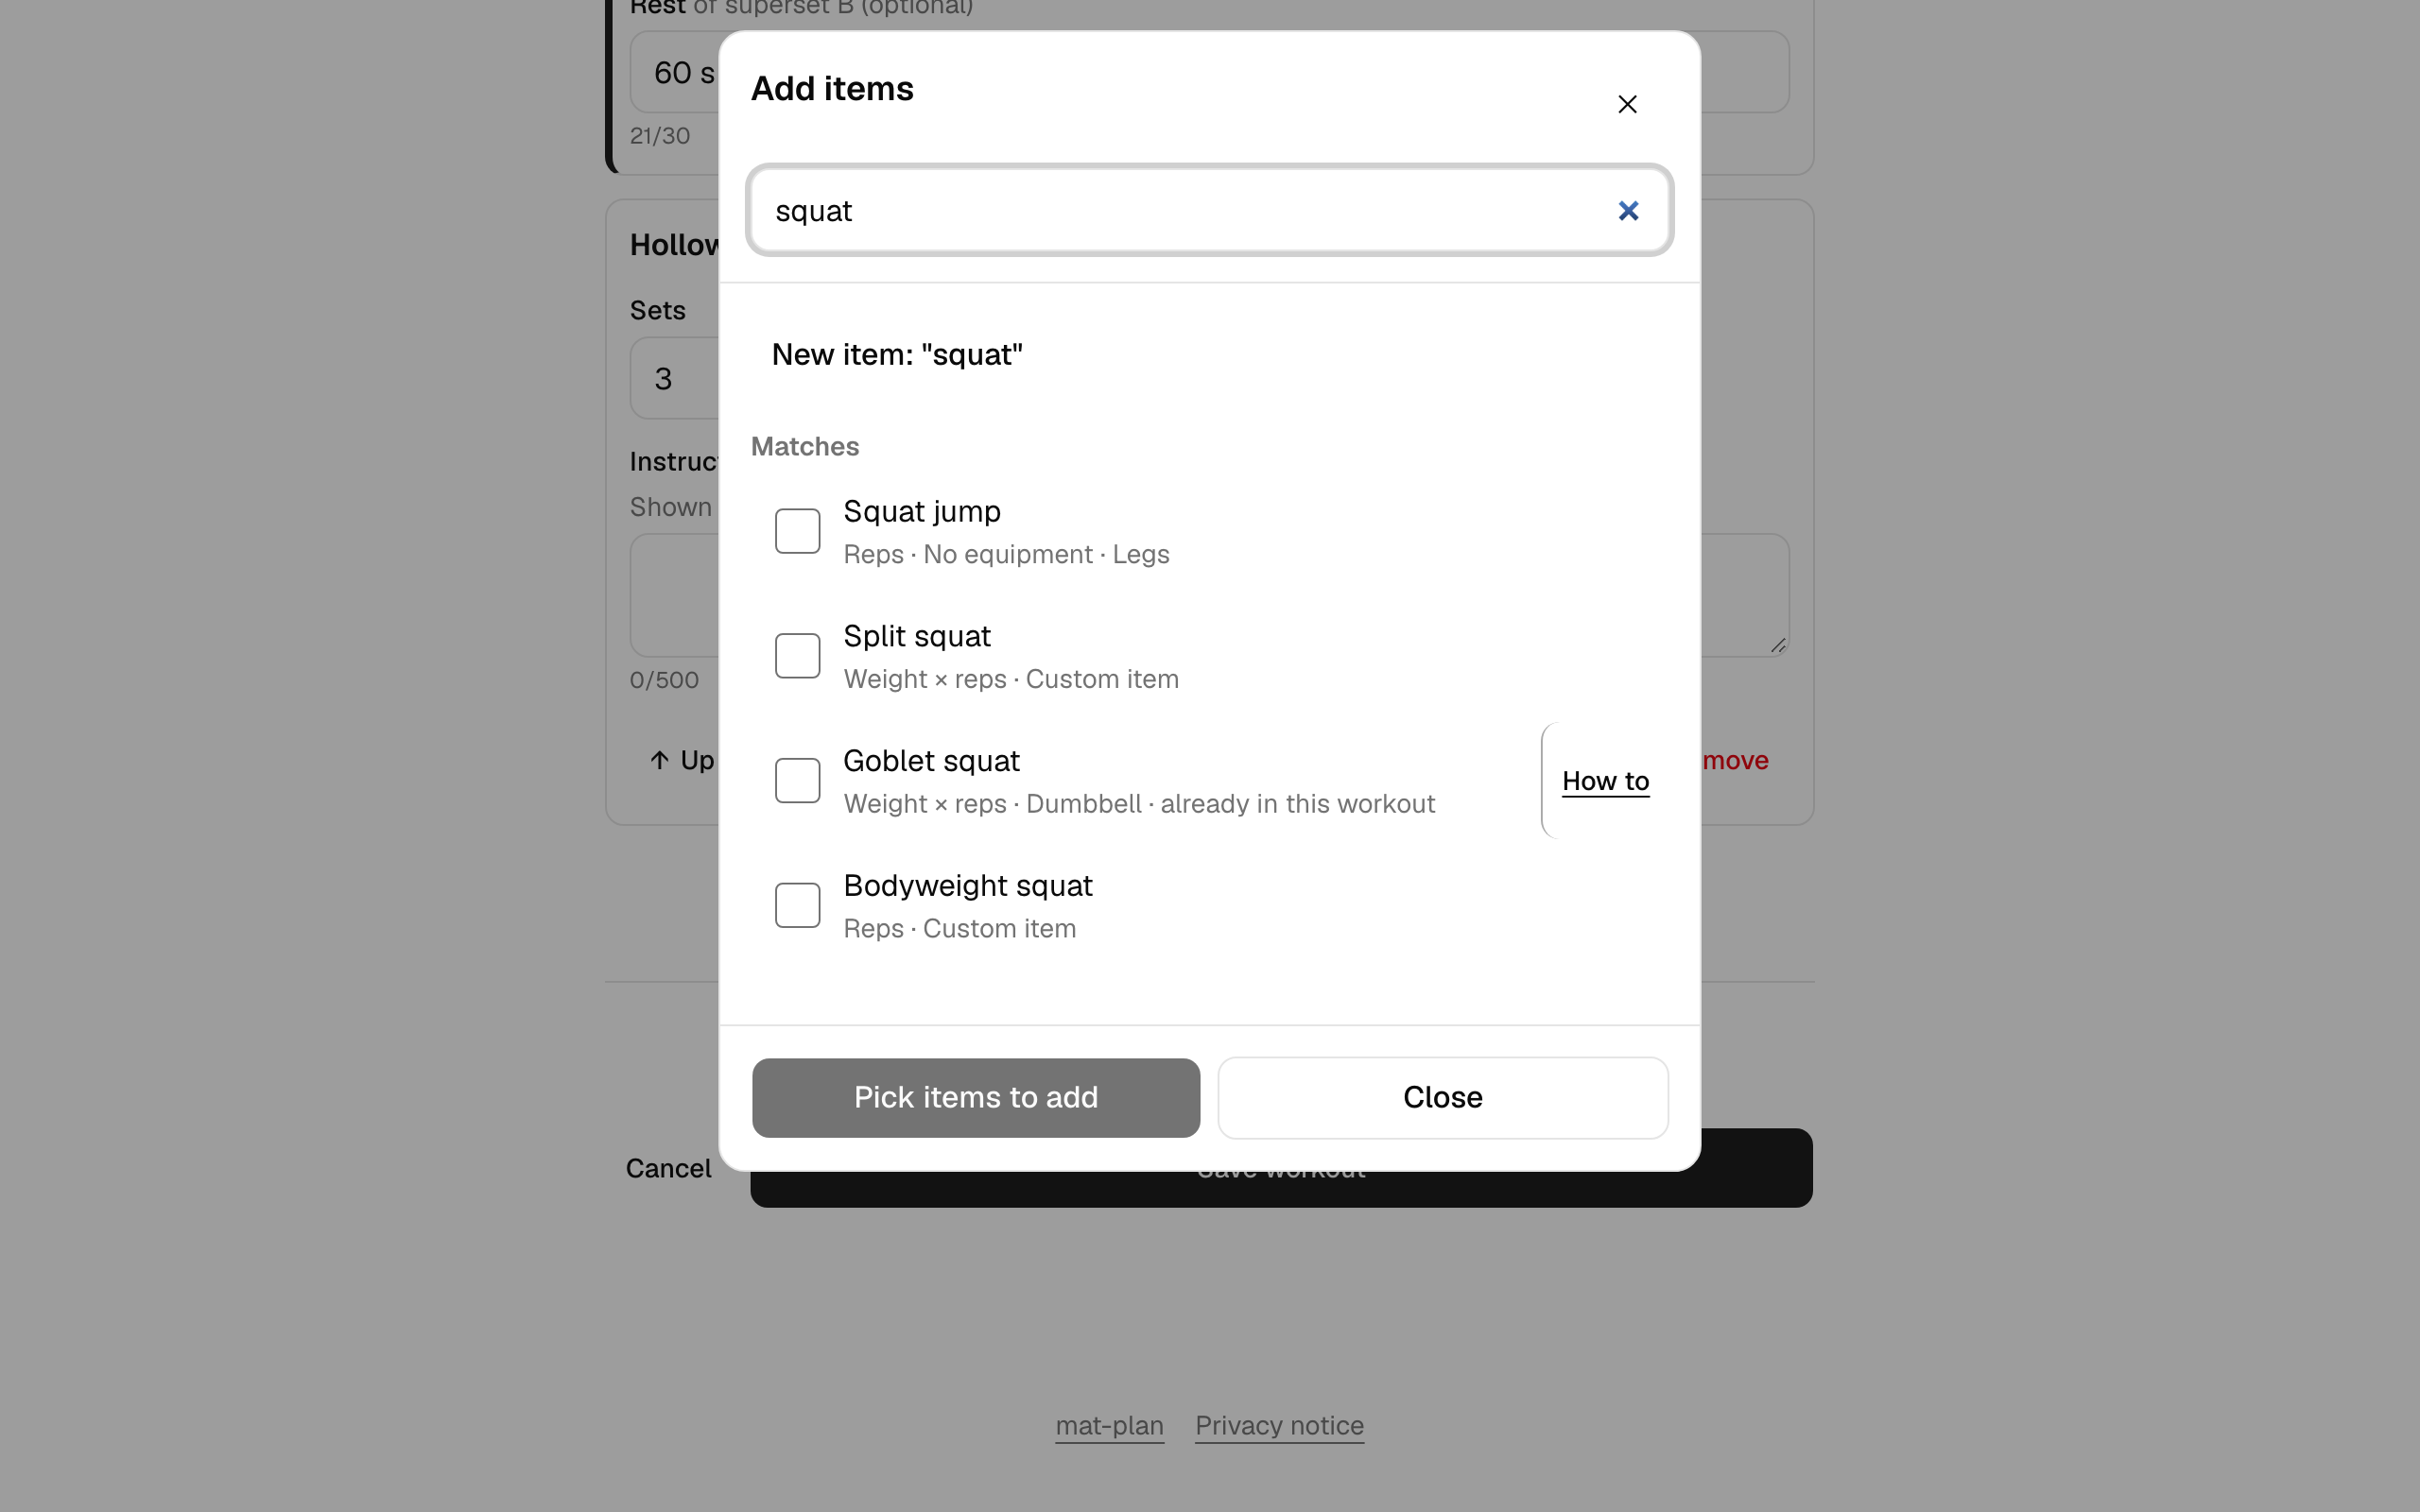 Rest of superset B (optional)
60 s
21/30
Add items
squat
New item: "squat"
Matches
Squat jump
Reps · No equipment · Legs
Split squat
Weight × reps · Custom item
Goblet squat
Weight × reps · Dumbbell · already in this workout
How to
Bodyweight squat
Reps · Custom item
Pick items to add
Close
Hollow
Sets
3
Instruc
Shown
0/500
↑ Up
move
Cancel
Save workout
mat-plan
Privacy notice